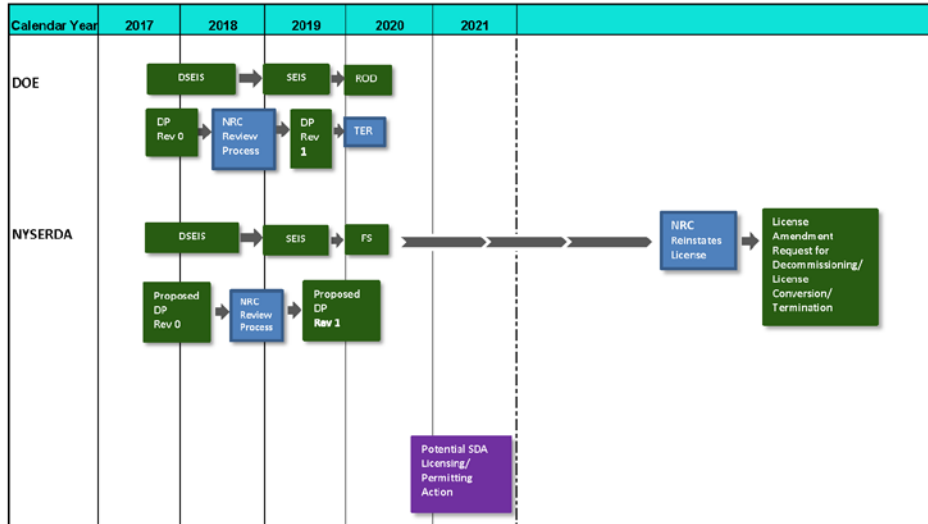 Calendar Year 2017 2018 2019 2020 2021
DOE
DSEIS
SEIS
ROD
DP
Rev 0
NRC
Review
Process
DP
Rev
1
TER
NYSERDA
DSEIS
SEIS
FS
NRC
Reinstates
License
License
Amendment
Request for
Decommissioning/
License
Conversion/
Termination
Proposed
DP
Rev 0
NRC
Review
Process
Proposed
DP
Rev 1
Potential SDA
Licensing/
Permitting
Action